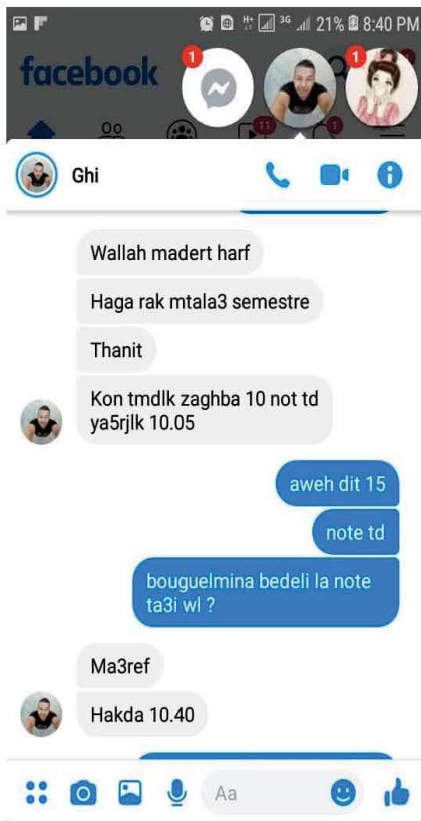 3G 21% 8:40 PM
facebook
1
1
11
1
Ghi
Wallah madert harf
Haga rak mtala3 semestre
Thanit
Kon tmdlk zaghba 10 not td
ya5rjlk 10.05
aweh dit 15
note td
bouguelmina bedeli la note
ta3i wl ?
Ma3ref
Hakda 10.40
Aa